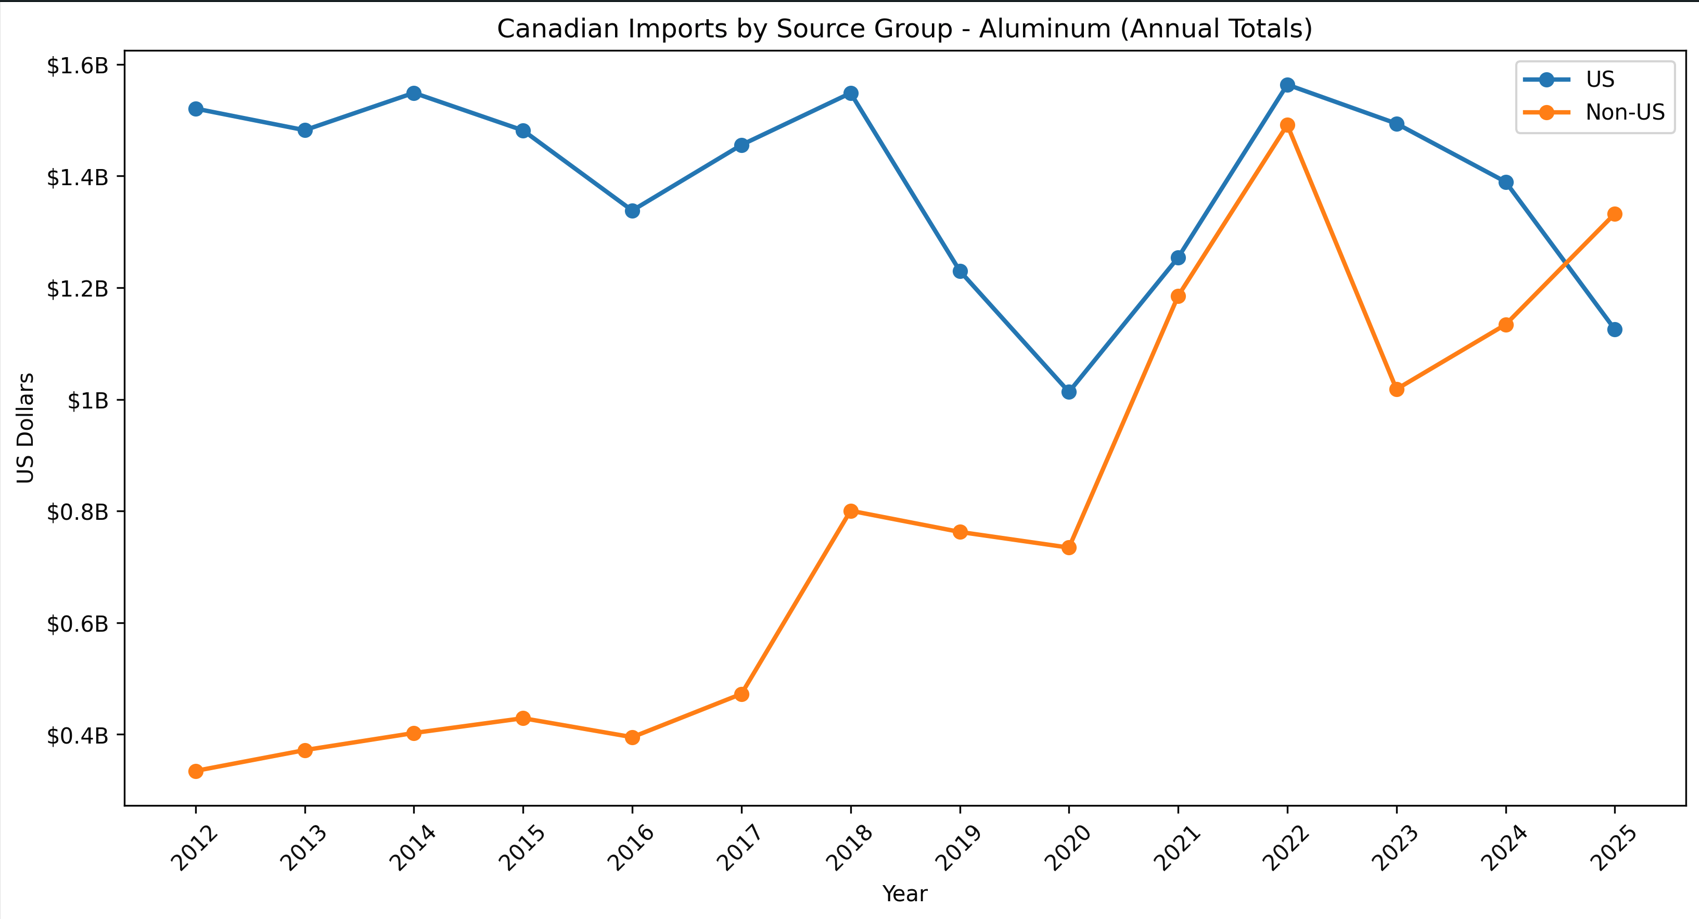 Canadian Imports by Source Group - Aluminum (Annual Totals)
$1.6B
$1.4B
$1.2B
$1B
$0.8B
$0.6B
$0.4B
US Dollars
US
Non-US
2012
2013
2014
2015
2016
2017
2018
2019
2020
2021
2022
2023
2024
2025
Year